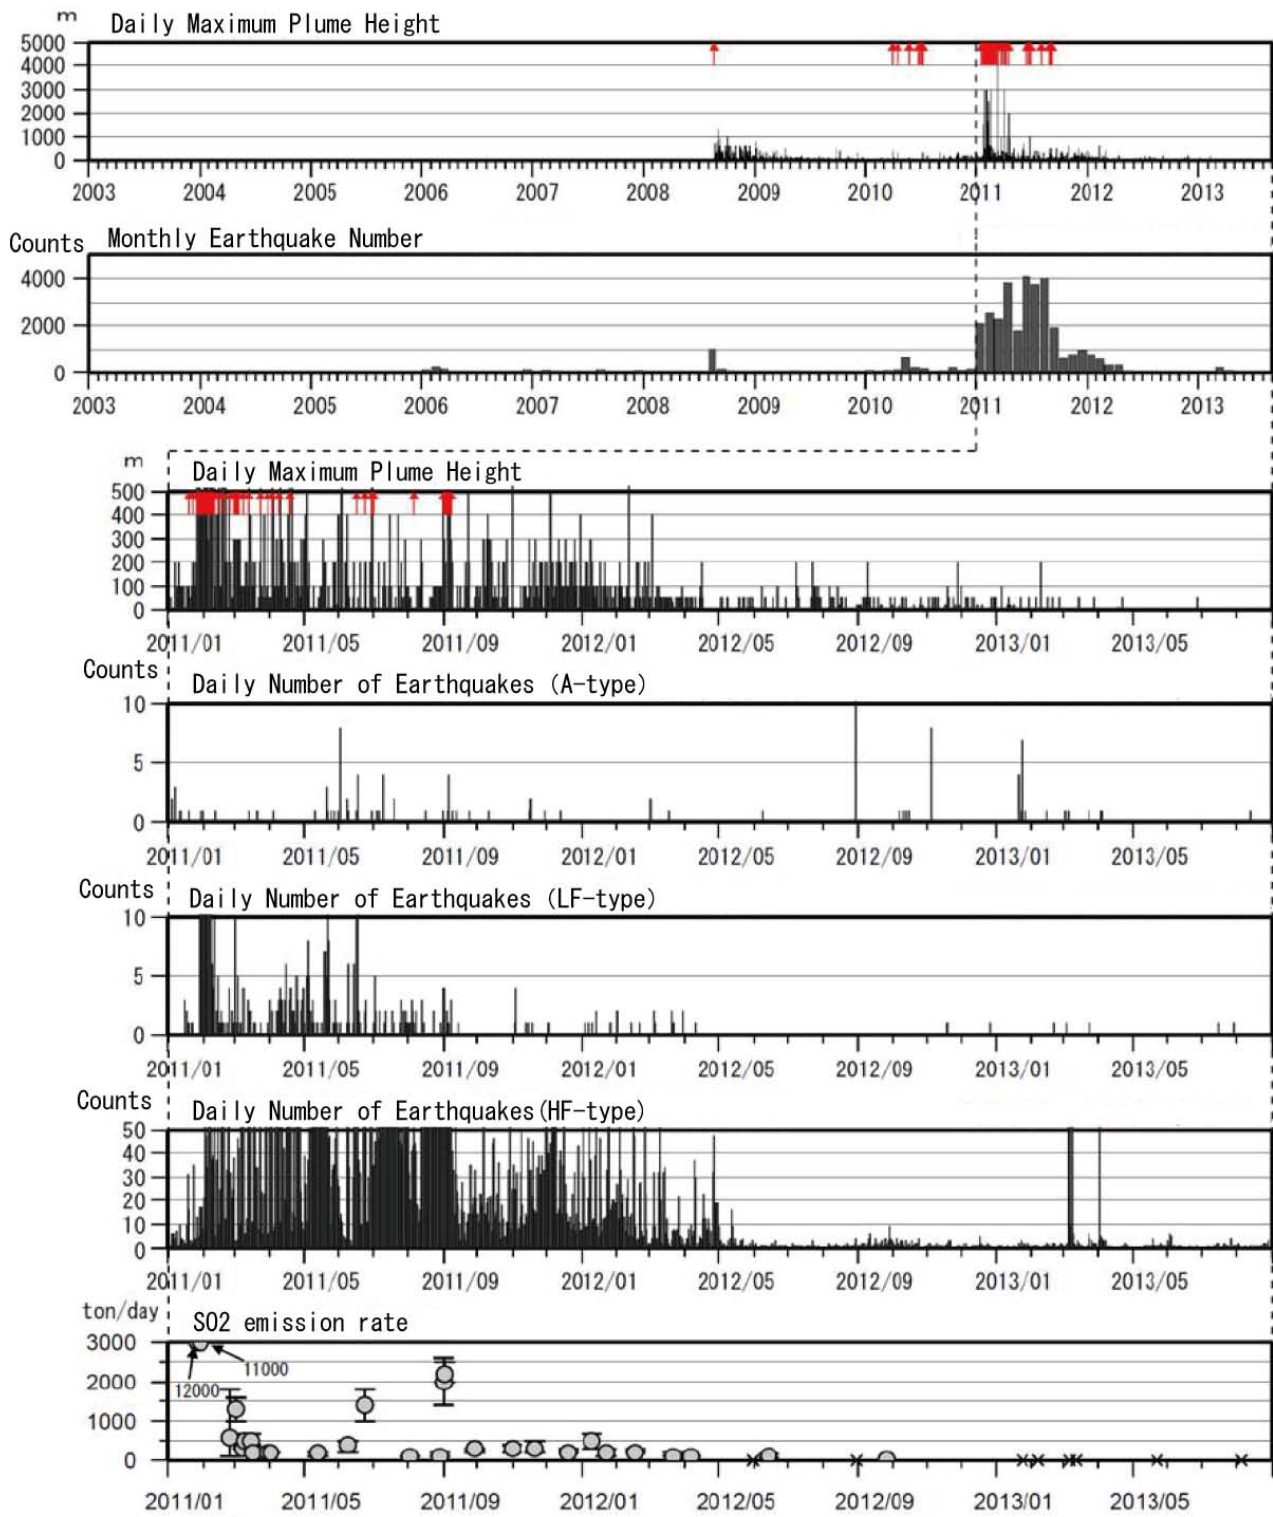 m Daily Maximum Plume Height
5000
4000
3000
2000
1000
0
2003 2004 2005 2006 2007 2008 2009 2010 2011 2012 2013
Counts Monthly Earthquake Number
4000
2000
0
2003 2004 2005 2006 2007 2008 2009 2010 2011 2012 2013
m Daily Maximum Plume Height
500
400
300
200
100
0
2011/01 2011/05 2011/09 2012/01 2012/05 2012/09 2013/01 2013/05
Counts Daily Number of Earthquakes (A-type)
10
5
0
2011/01 2011/05 2011/09 2012/01 2012/05 2012/09 2013/01 2013/05
Counts Daily Number of Earthquakes (LF-type)
10
5
0
2011/01 2011/05 2011/09 2012/01 2012/05 2012/09 2013/01 2013/05
Counts Daily Number of Earthquakes(HF-type)
50
40
30
20
10
0
2011/01 2011/05 2011/09 2012/01 2012/05 2012/09 2013/01 2013/05
ton/day SO2 emission rate
3000
11000
12000
2000
1000
0
2011/01 2011/05 2011/09 2012/01 2012/05 2012/09 2013/01 2013/05